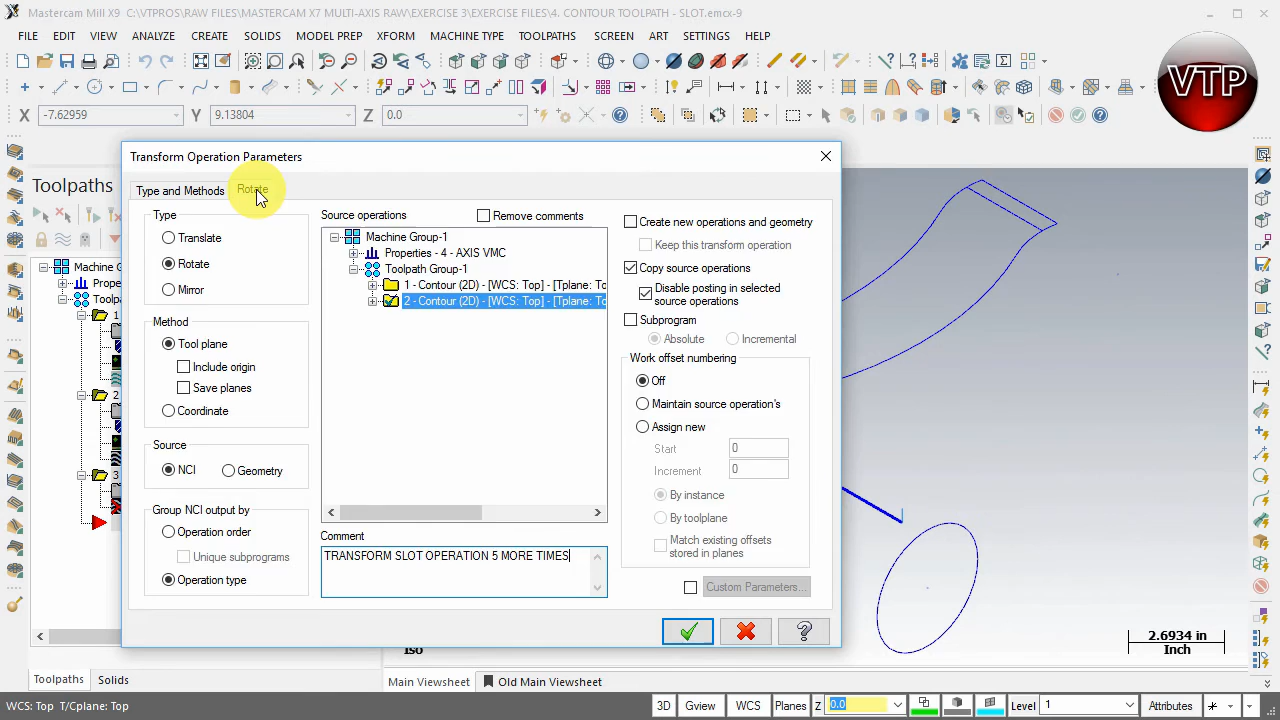 Mastercam Mill X9 C:\VTPROS\RAW FILES\MASTERCAM X7 MULTI-AXIS RAW\EXERCISE 3\EXERCISE FILES\4. CONTOUR TOOLPATH - SLOT.emcx-9
FILE EDIT VIEW ANALYZE CREATE SOLIDS MODEL PREP XFORM MACHINE TYPE TOOLPATHS SCREEN ART SETTINGS HELP
VTP
X -7.62959 Y 9.13804 Z 0.0
Transform Operation Parameters
Toolpaths
Type and Methods Rotate
Type
Translate
Rotate
Mirror
Method
Tool plane
Include origin
Save planes
Coordinate
Source
NCI Geometry
Group NCI output by
Operation order
Unique subprograms
Operation type
Source operations Remove comments
Machine Group-1
Properties - 4 - AXIS VMC
Toolpath Group-1
1 - Contour (2D) - [WCS: Top] - [Tplane: To
2 - Contour (2D) - [WCS: Top] - [Tplane: To
Comment
TRANSFORM SLOT OPERATION 5 MORE TIMES
Create new operations and geometry
Keep this transform operation
Copy source operations
Disable posting in selected
source operations
Subprogram
Absolute Incremental
Work offset numbering
Off
Maintain source operation's
Assign new
Start 0
Increment 0
By instance
By toolplane
Match existing offsets
stored in planes
Custom Parameters...
Machine G
Prope
Toolp
1
2
3
Iso
2.6934 in
Inch
Toolpaths Solids
Main Viewsheet Old Main Viewsheet
WCS: Top T/Cplane: Top
3D Gview WCS Planes Z 0.0 Level 1 Attributes